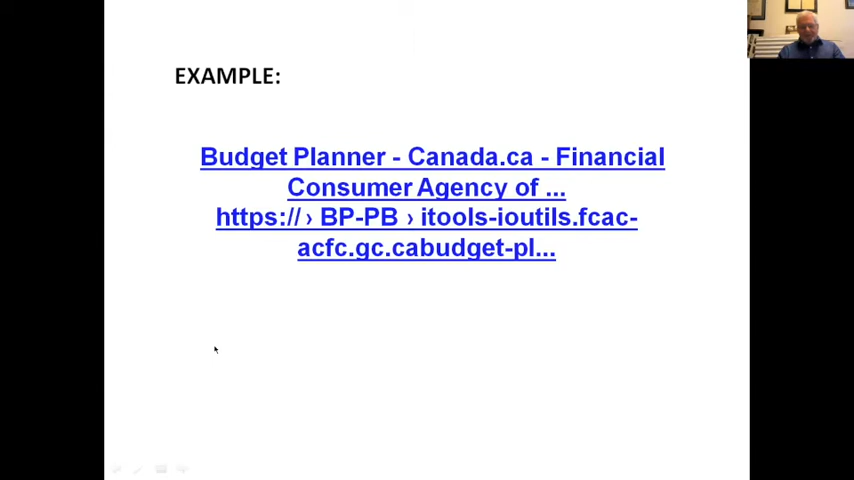 EXAMPLE:
Budget Planner - Canada.ca - Financial
Consumer Agency of ...
https:// › BP-PB › itools-ioutils.fcac-
acfc.gc.cabudget-pl...